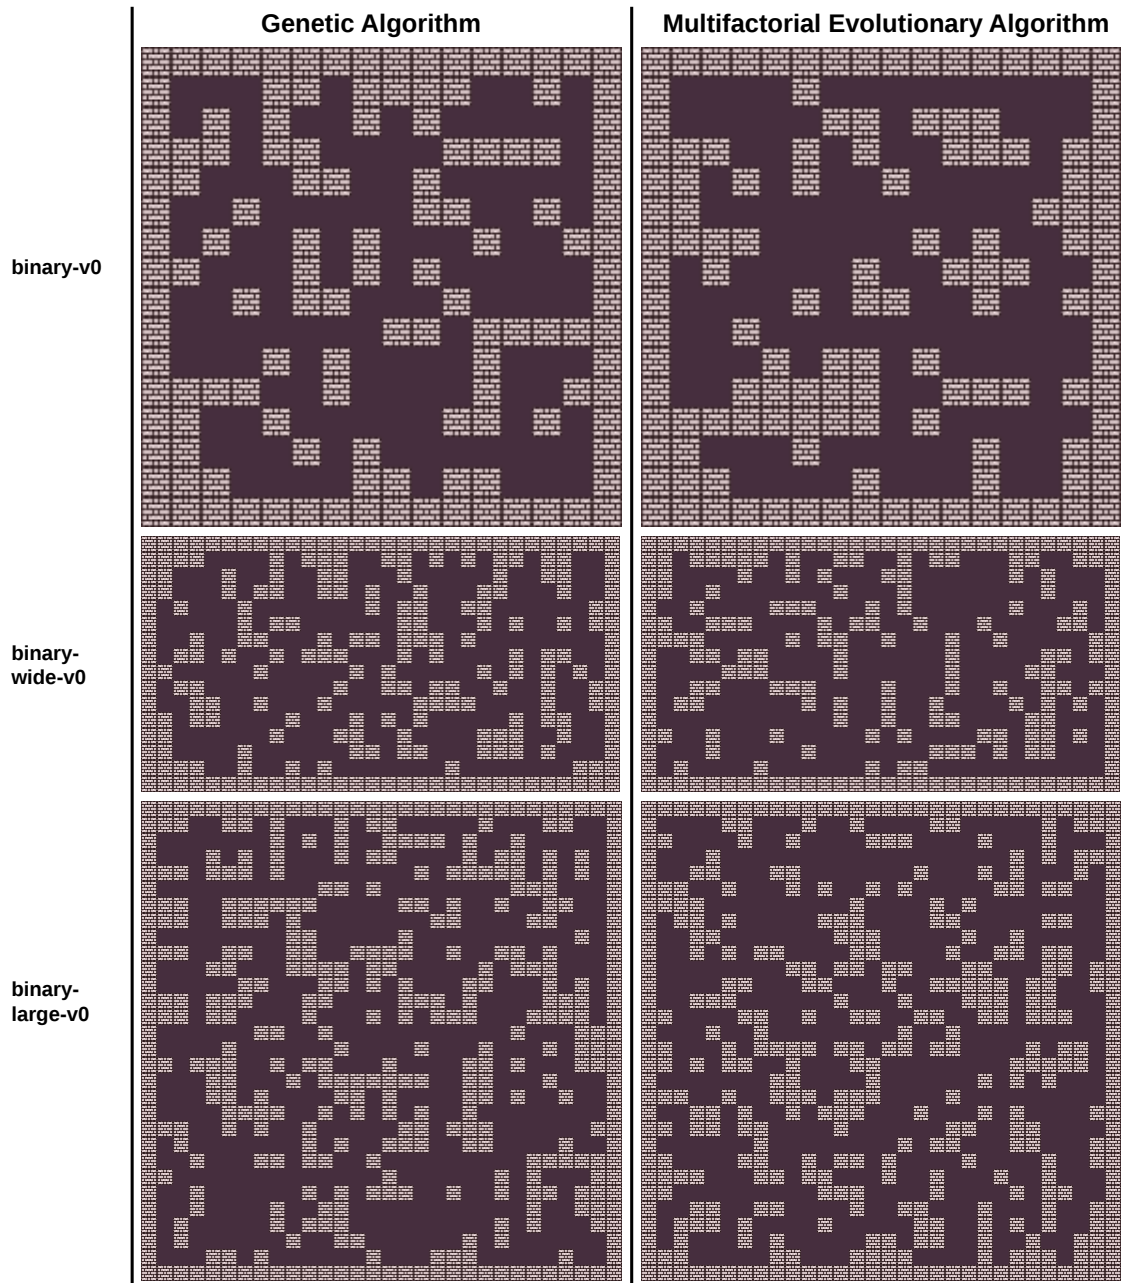 Genetic Algorithm
Multifactorial Evolutionary Algorithm
binary-v0
binary-
wide-v0
binary-
large-v0